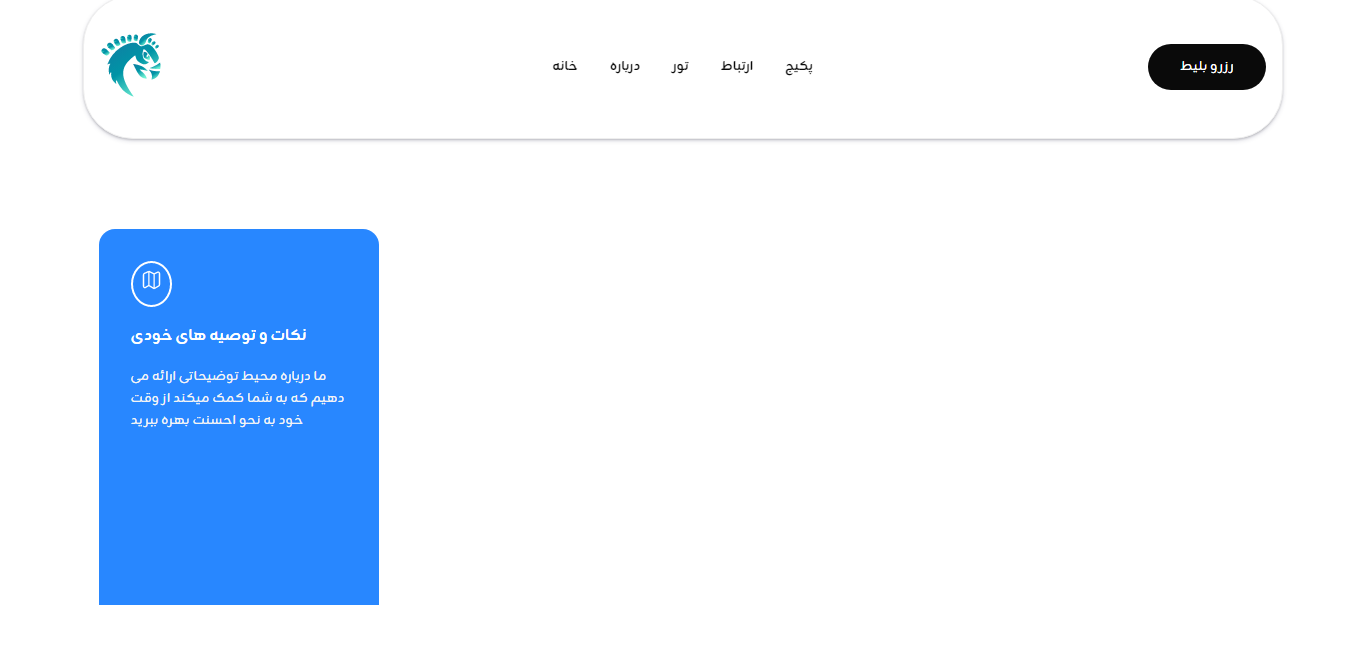 رزرو بلیط
پکیج
ارتباط
تور
درباره
خانه
نکات و توصیه های خودی
ما درباره محیط توضیحاتی ارائه می
دهیم که به شما کمک میکند از وقت
خود به نحو احسنت بهره ببرید